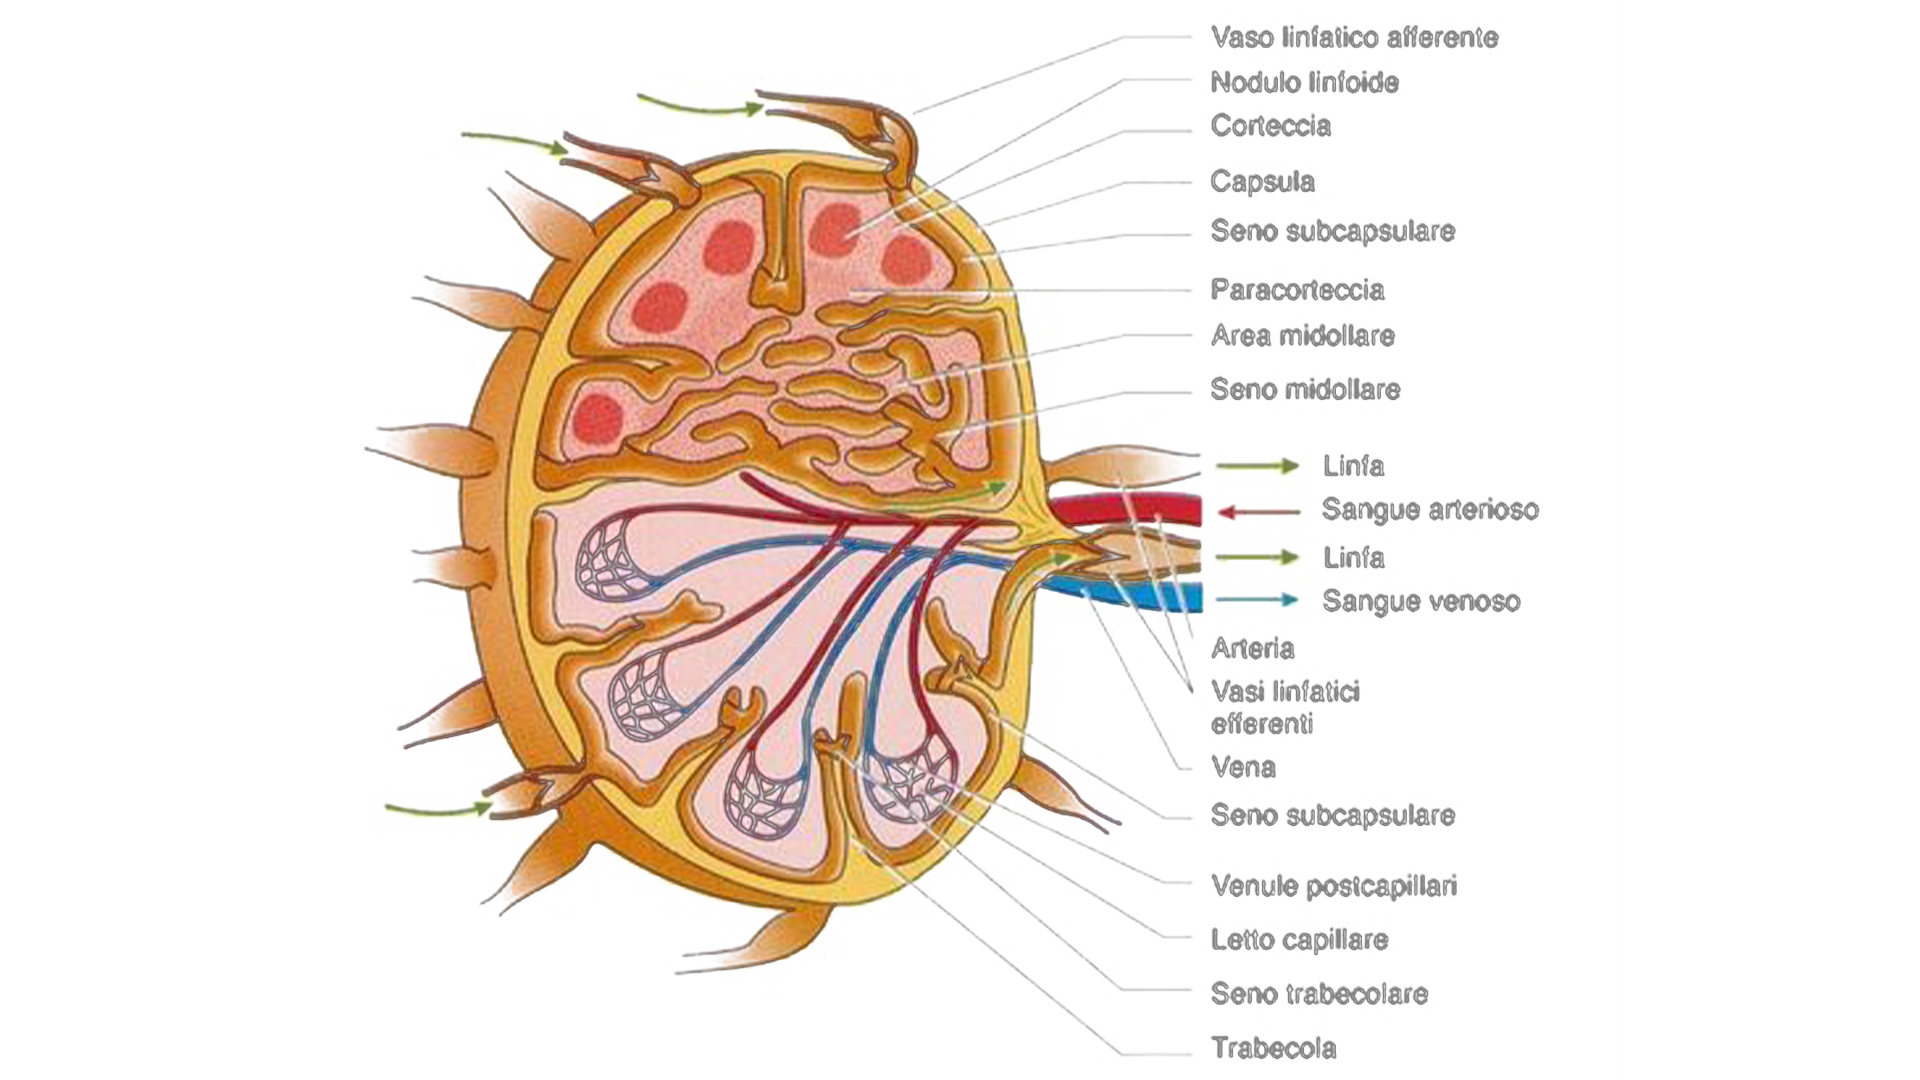 Vaso linfatico afferente
Nodulo linfoide
Corteccia
Capsula
Seno subcapsulare
Paracorteccia
Area midollare
Seno midollare
Linfa
Sangue arterioso
Linfa
Sangue venoso
Arteria
Vasi linfatici
efferenti
Vena
Seno subcapsulare
Venule postcapillari
Letto capillare
Seno trabecolare
Trabecola